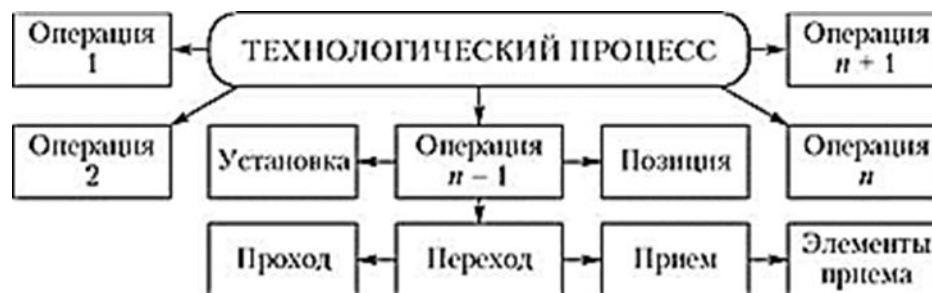 Операция
1
ТЕХНОЛОГИЧЕСКИЙ ПРОЦЕСС
Операция
n + 1
Операция
2
Установка
Операция
n – 1
Позиция
Операция
n
Проход
Переход
Прием
Элементы
приема